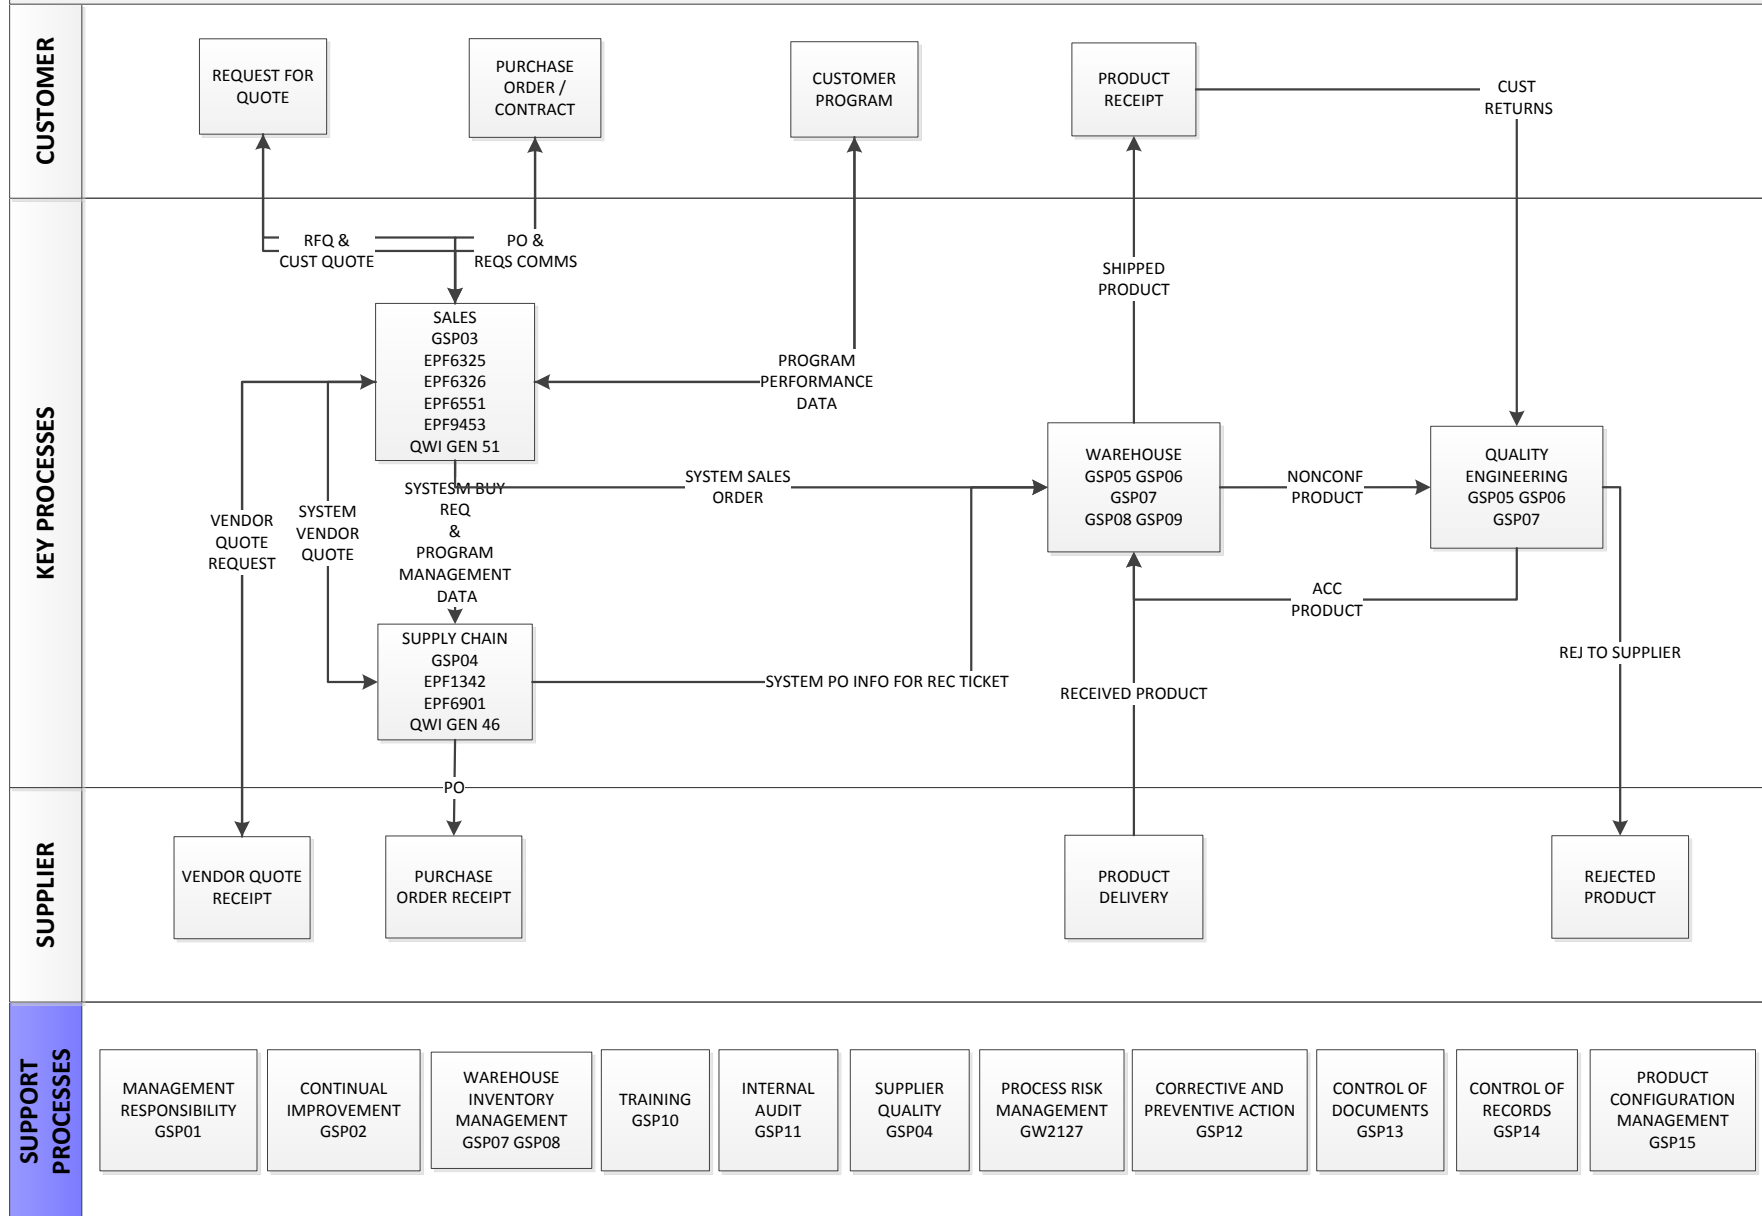 CUSTOMER
REQUEST FOR
QUOTE
PURCHASE
ORDER /
CONTRACT
CUSTOMER
PROGRAM
PRODUCT
RECEIPT
CUST
RETURNS
KEY PROCESSES
RFQ &
CUST QUOTE
PO &
REQS COMMS
SHIPPED
PRODUCT
SALES
GSP03
EPF6325
EPF6326
EPF6551
EPF9453
QWI GEN 51
PROGRAM
PERFORMANCE
DATA
WAREHOUSE
GSP05 GSP06
GSP07
GSP08 GSP09
NONCONF
PRODUCT
QUALITY
ENGINEERING
GSP05 GSP06
GSP07
SYSTEM SALES
ORDER
SYSTESM BUY
REQ
&
PROGRAM
MANAGEMENT
DATA
VENDOR
QUOTE
REQUEST
SYSTEM
VENDOR
QUOTE
ACC
PRODUCT
REJ TO SUPPLIER
SUPPLY CHAIN
GSP04
EPF1342
EPF6901
QWI GEN 46
SYSTEM PO INFO FOR REC TICKET
RECEIVED PRODUCT
PO
SUPPLIER
VENDOR QUOTE
RECEIPT
PURCHASE
ORDER RECEIPT
PRODUCT
DELIVERY
REJECTED
PRODUCT
SUPPORT
PROCESSES
MANAGEMENT
RESPONSIBILITY
GSP01
CONTINUAL
IMPROVEMENT
GSP02
WAREHOUSE
INVENTORY
MANAGEMENT
GSP07 GSP08
TRAINING
GSP10
INTERNAL
AUDIT
GSP11
SUPPLIER
QUALITY
GSP04
PROCESS RISK
MANAGEMENT
GW2127
CORRECTIVE AND
PREVENTIVE ACTION
GSP12
CONTROL OF
DOCUMENTS
GSP13
CONTROL OF
RECORDS
GSP14
PRODUCT
CONFIGURATION
MANAGEMENT
GSP15